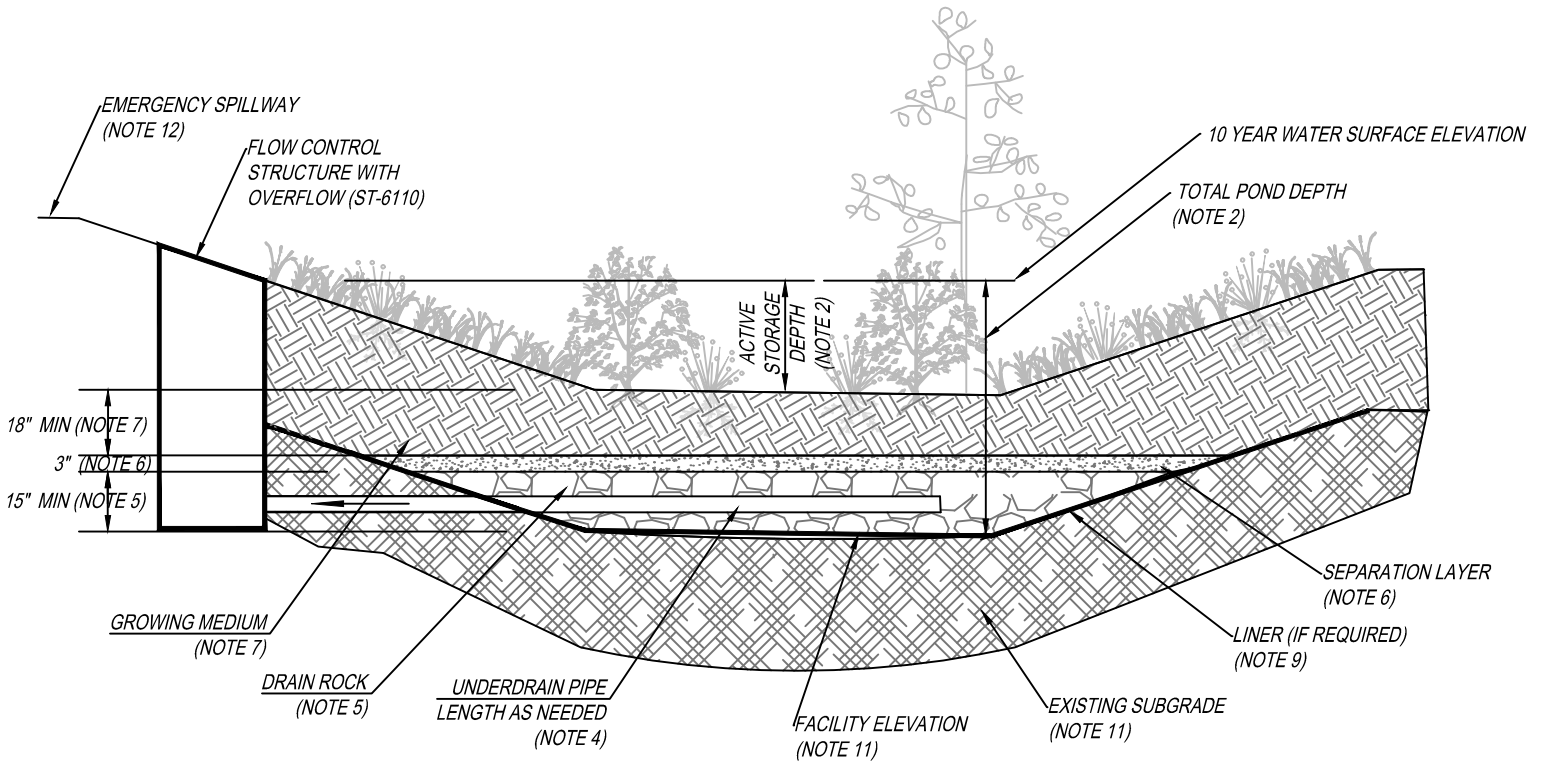 EMERGENCY SPILLWAY
(NOTE 12)
FLOW CONTROL
STRUCTURE WITH
OVERFLOW (ST-6110)
10 YEAR WATER SURFACE ELEVATION
TOTAL POND DEPTH
(NOTE 2)
ACTIVE
STORAGE
DEPTH
(NOTE 2)
18" MIN (NOTE 7)
3" (NOTE 6)
15" MIN (NOTE 5)
GROWING MEDIUM
(NOTE 7)
DRAIN ROCK
(NOTE 5)
UNDERDRAIN PIPE
LENGTH AS NEEDED
(NOTE 4)
FACILITY ELEVATION
(NOTE 11)
EXISTING SUBGRADE
(NOTE 11)
LINER (IF REQUIRED)
(NOTE 9)
SEPARATION LAYER
(NOTE 6)